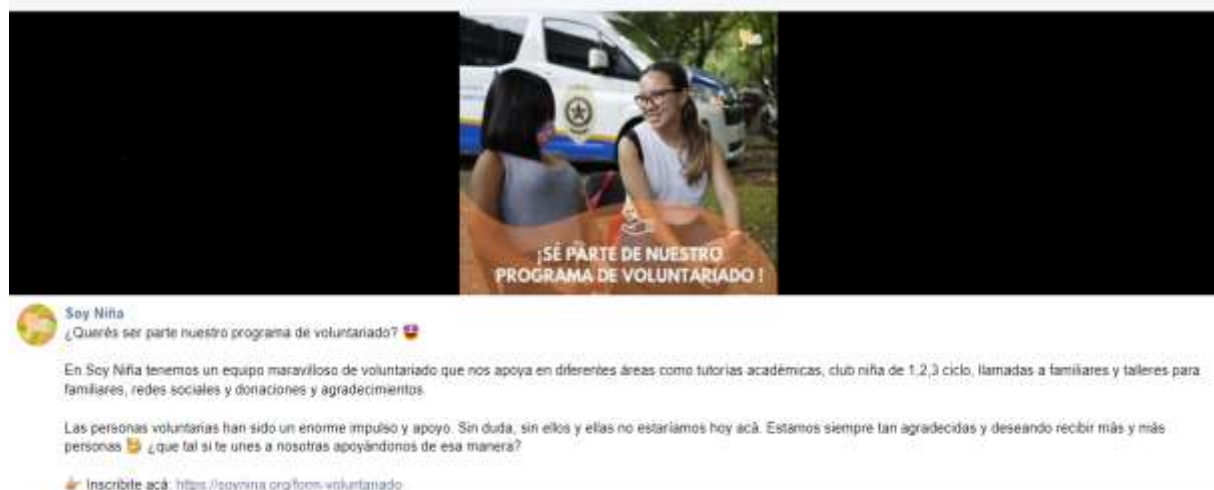 ¡SÉ PARTE DE NUESTRO
PROGRAMA DE VOLUNTARIADO !
Soy Niña
¿Querés ser parte nuestro programa de voluntariado? 🤩
En Soy Niña tenemos un equipo maravilloso de voluntariado que nos apoya en diferentes áreas como tutorías académicas, club niña de 1,2,3 ciclo, llamadas a familiares y talleres para
familiares, redes sociales y donaciones y agradecimientos.
Las personas voluntarias han sido un enorme impulso y apoyo. Sin duda, sin ellos y ellas no estaríamos hoy acá. Estamos siempre tan agradecidas y deseando recibir más y más
personas 🥰 ¿que tal si te unes a nosotras apoyándonos de esa manera?
👉 Inscribite acá: https://soynina.org/form-voluntariado